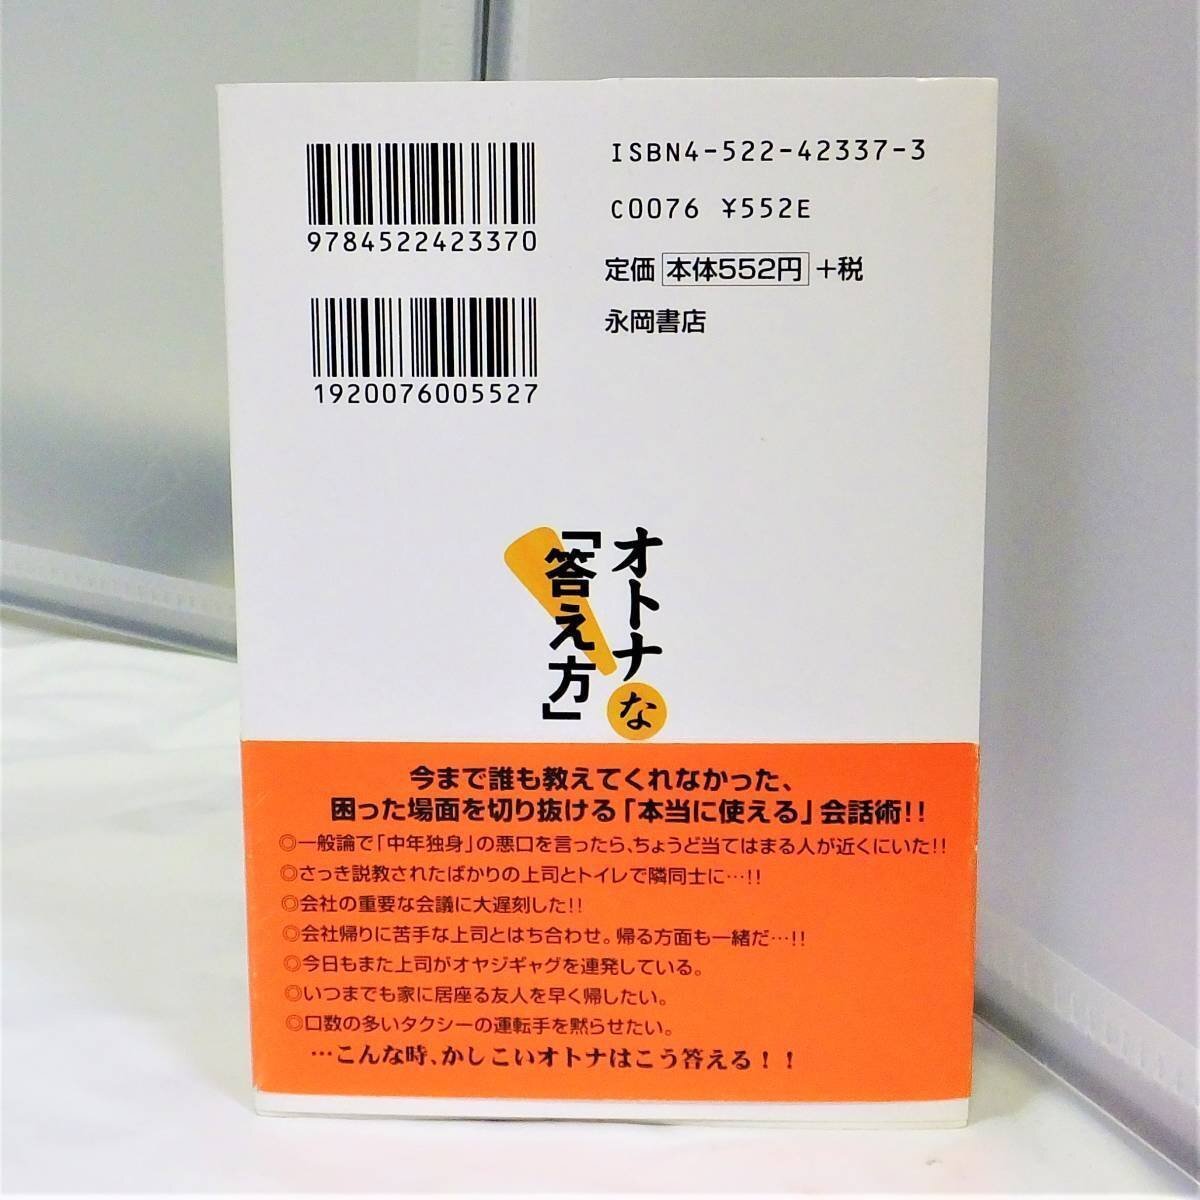 9784522423370
1920076005527
ISBN4-522-42337-3
C0076 ¥552E
定価 本体552円 +税
永岡書店
オトナな
「答え方」
今まで誰も教えてくれなかった、
困った場面を切り抜ける「本当に使える」会話術!!
◎一般論で「中年独身」の悪口を言ったら、ちょうど当てはまる人が近くにいた!!
◎さっき説教されたばかりの上司とトイレで隣同士に…!!
◎会社の重要な会議に大遅刻した!!
◎会社帰りに苦手な上司とはち合わせ。帰る方面も一緒だ…!!
◎今日もまた上司がオヤジギャグを連発している。
◎いつまでも家に居座る友人を早く帰したい。
◎口数の多いタクシーの運転手を黙らせたい。
…こんな時、かしこいオトナはこう答える！！